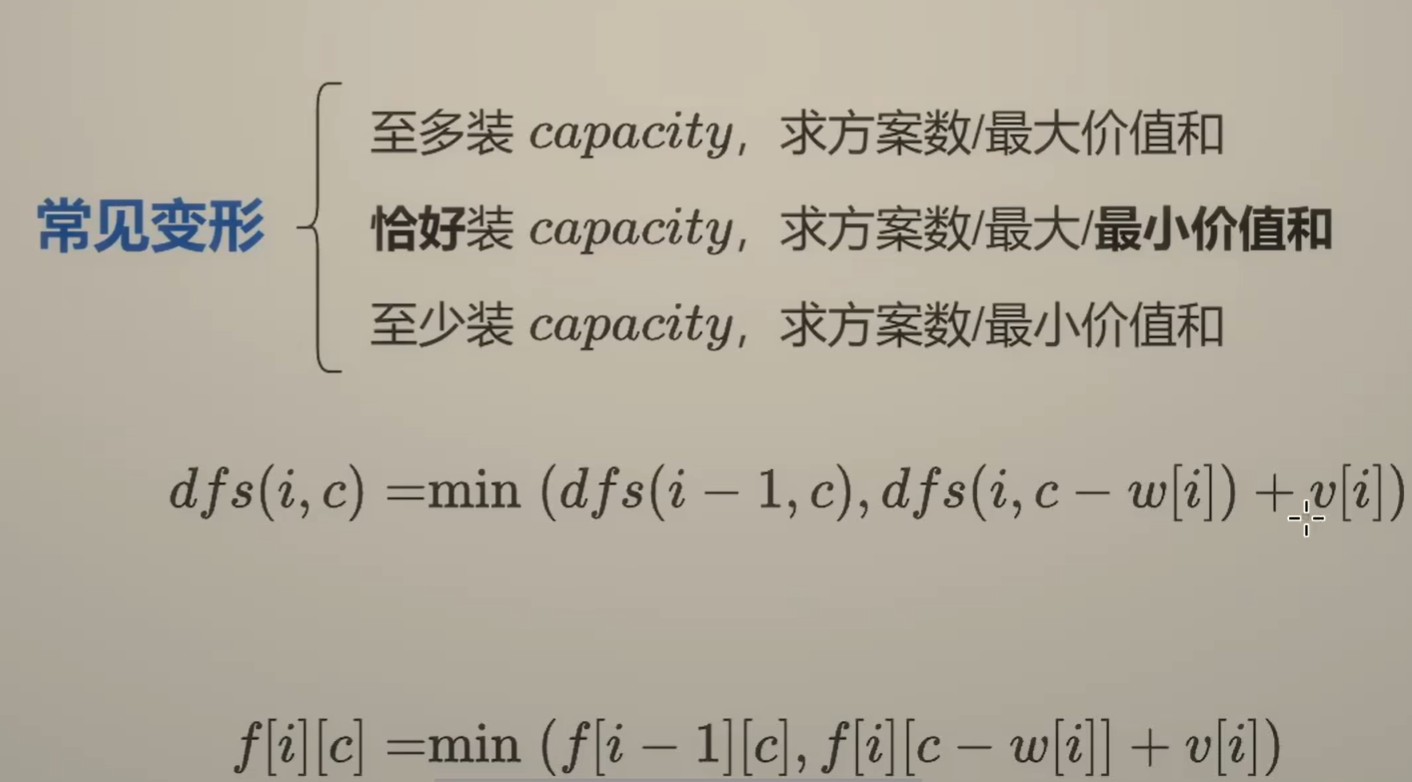 至多装 capacity, 求方案数/最大价值和
常见变形
恰好装 capacity, 求方案数/最大/最小价值和
至少装 capacity, 求方案数/最小价值和
dfs(i, c) =min (dfs(i − 1, c), dfs(i, c − w[i]) + v[i])
f[i][c] =min (f[i − 1][c], f[i][c − w[i]] + v[i])